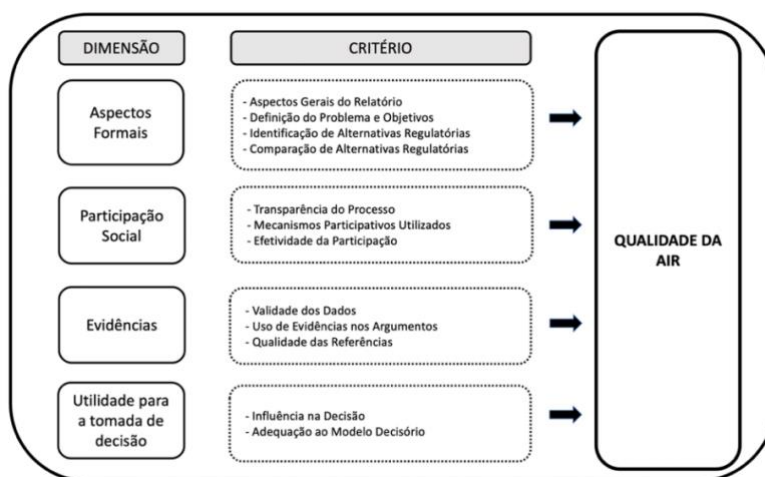 DIMENSÃO
CRITÉRIO
Aspectos
Formais
- Aspectos Gerais do Relatório
- Definição do Problema e Objetivos
- Identificação de Alternativas Regulatórias
- Comparação de Alternativas Regulatórias
Participação
Social
- Transparência do Processo
- Mecanismos Participativos Utilizados
- Efetividade da Participação
Evidências
- Validade dos Dados
- Uso de Evidências nos Argumentos
- Qualidade das Referências
Utilidade para
a tomada de
decisão
- Influência na Decisão
- Adequação ao Modelo Decisório
QUALIDADE DA
AIR